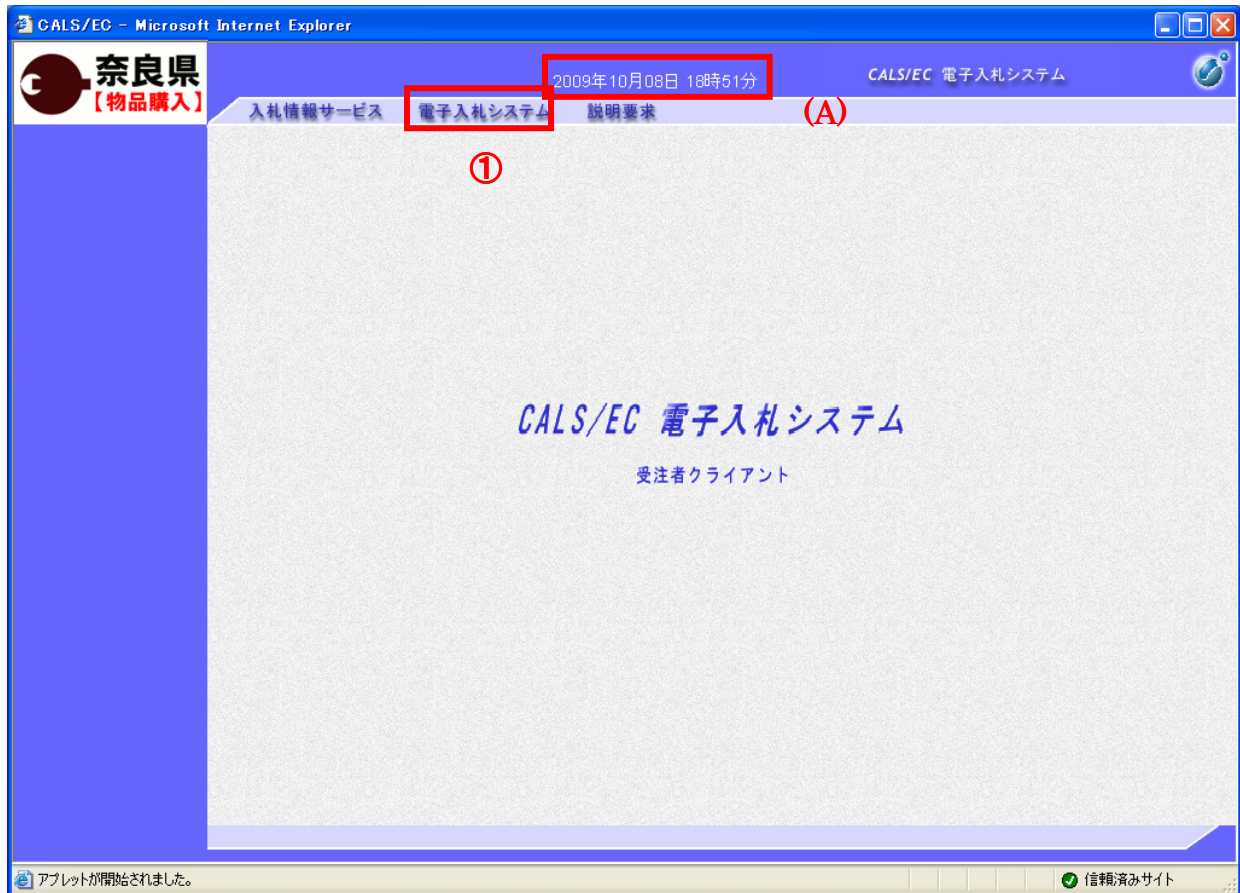 CALS/EC - Microsoft Internet Explorer
奈良県
【物品購入】
2009年10月08日 18時51分
CALS/EC 電子入札システム
入札情報サービス 電子入札システム 説明要求
(A)
①
CALS/EC 電子入札システム
受注者クライアント
アプレットが開始されました。
信頼済みサイト